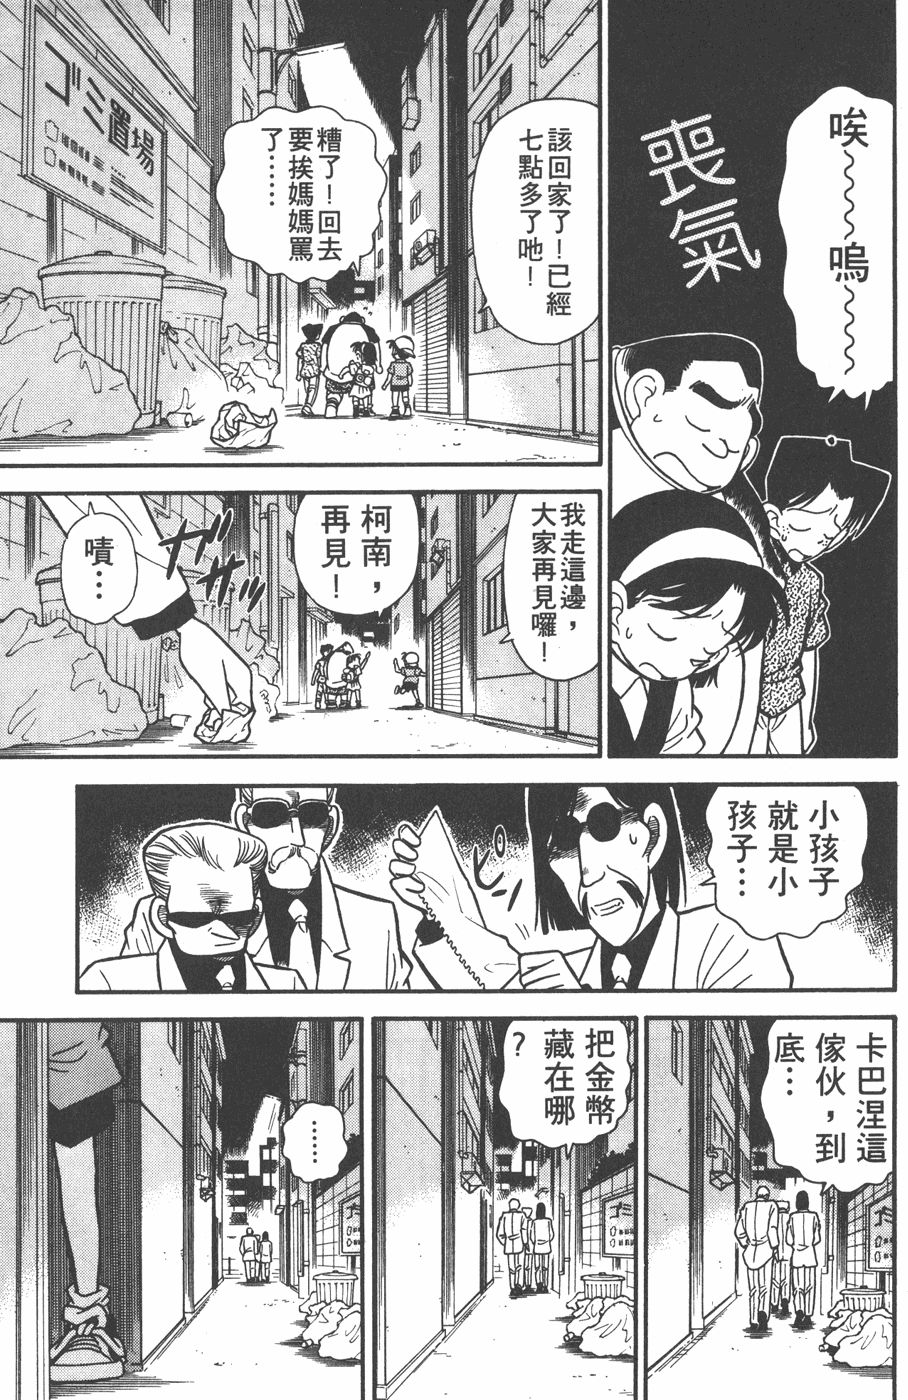 唉～～嗚～～
喪氣
該回家了！已經
七點多了吔！
糟了！回去
要挨媽媽罵
了……
ゴミ置場
我走這邊，
大家再見囉！
柯南，
再見！
ガガッ
嘖…
小孩子
就是小
孩子…
ピッ
卡巴涅這
傢伙，到
底…
把金幣
藏在哪
？
……